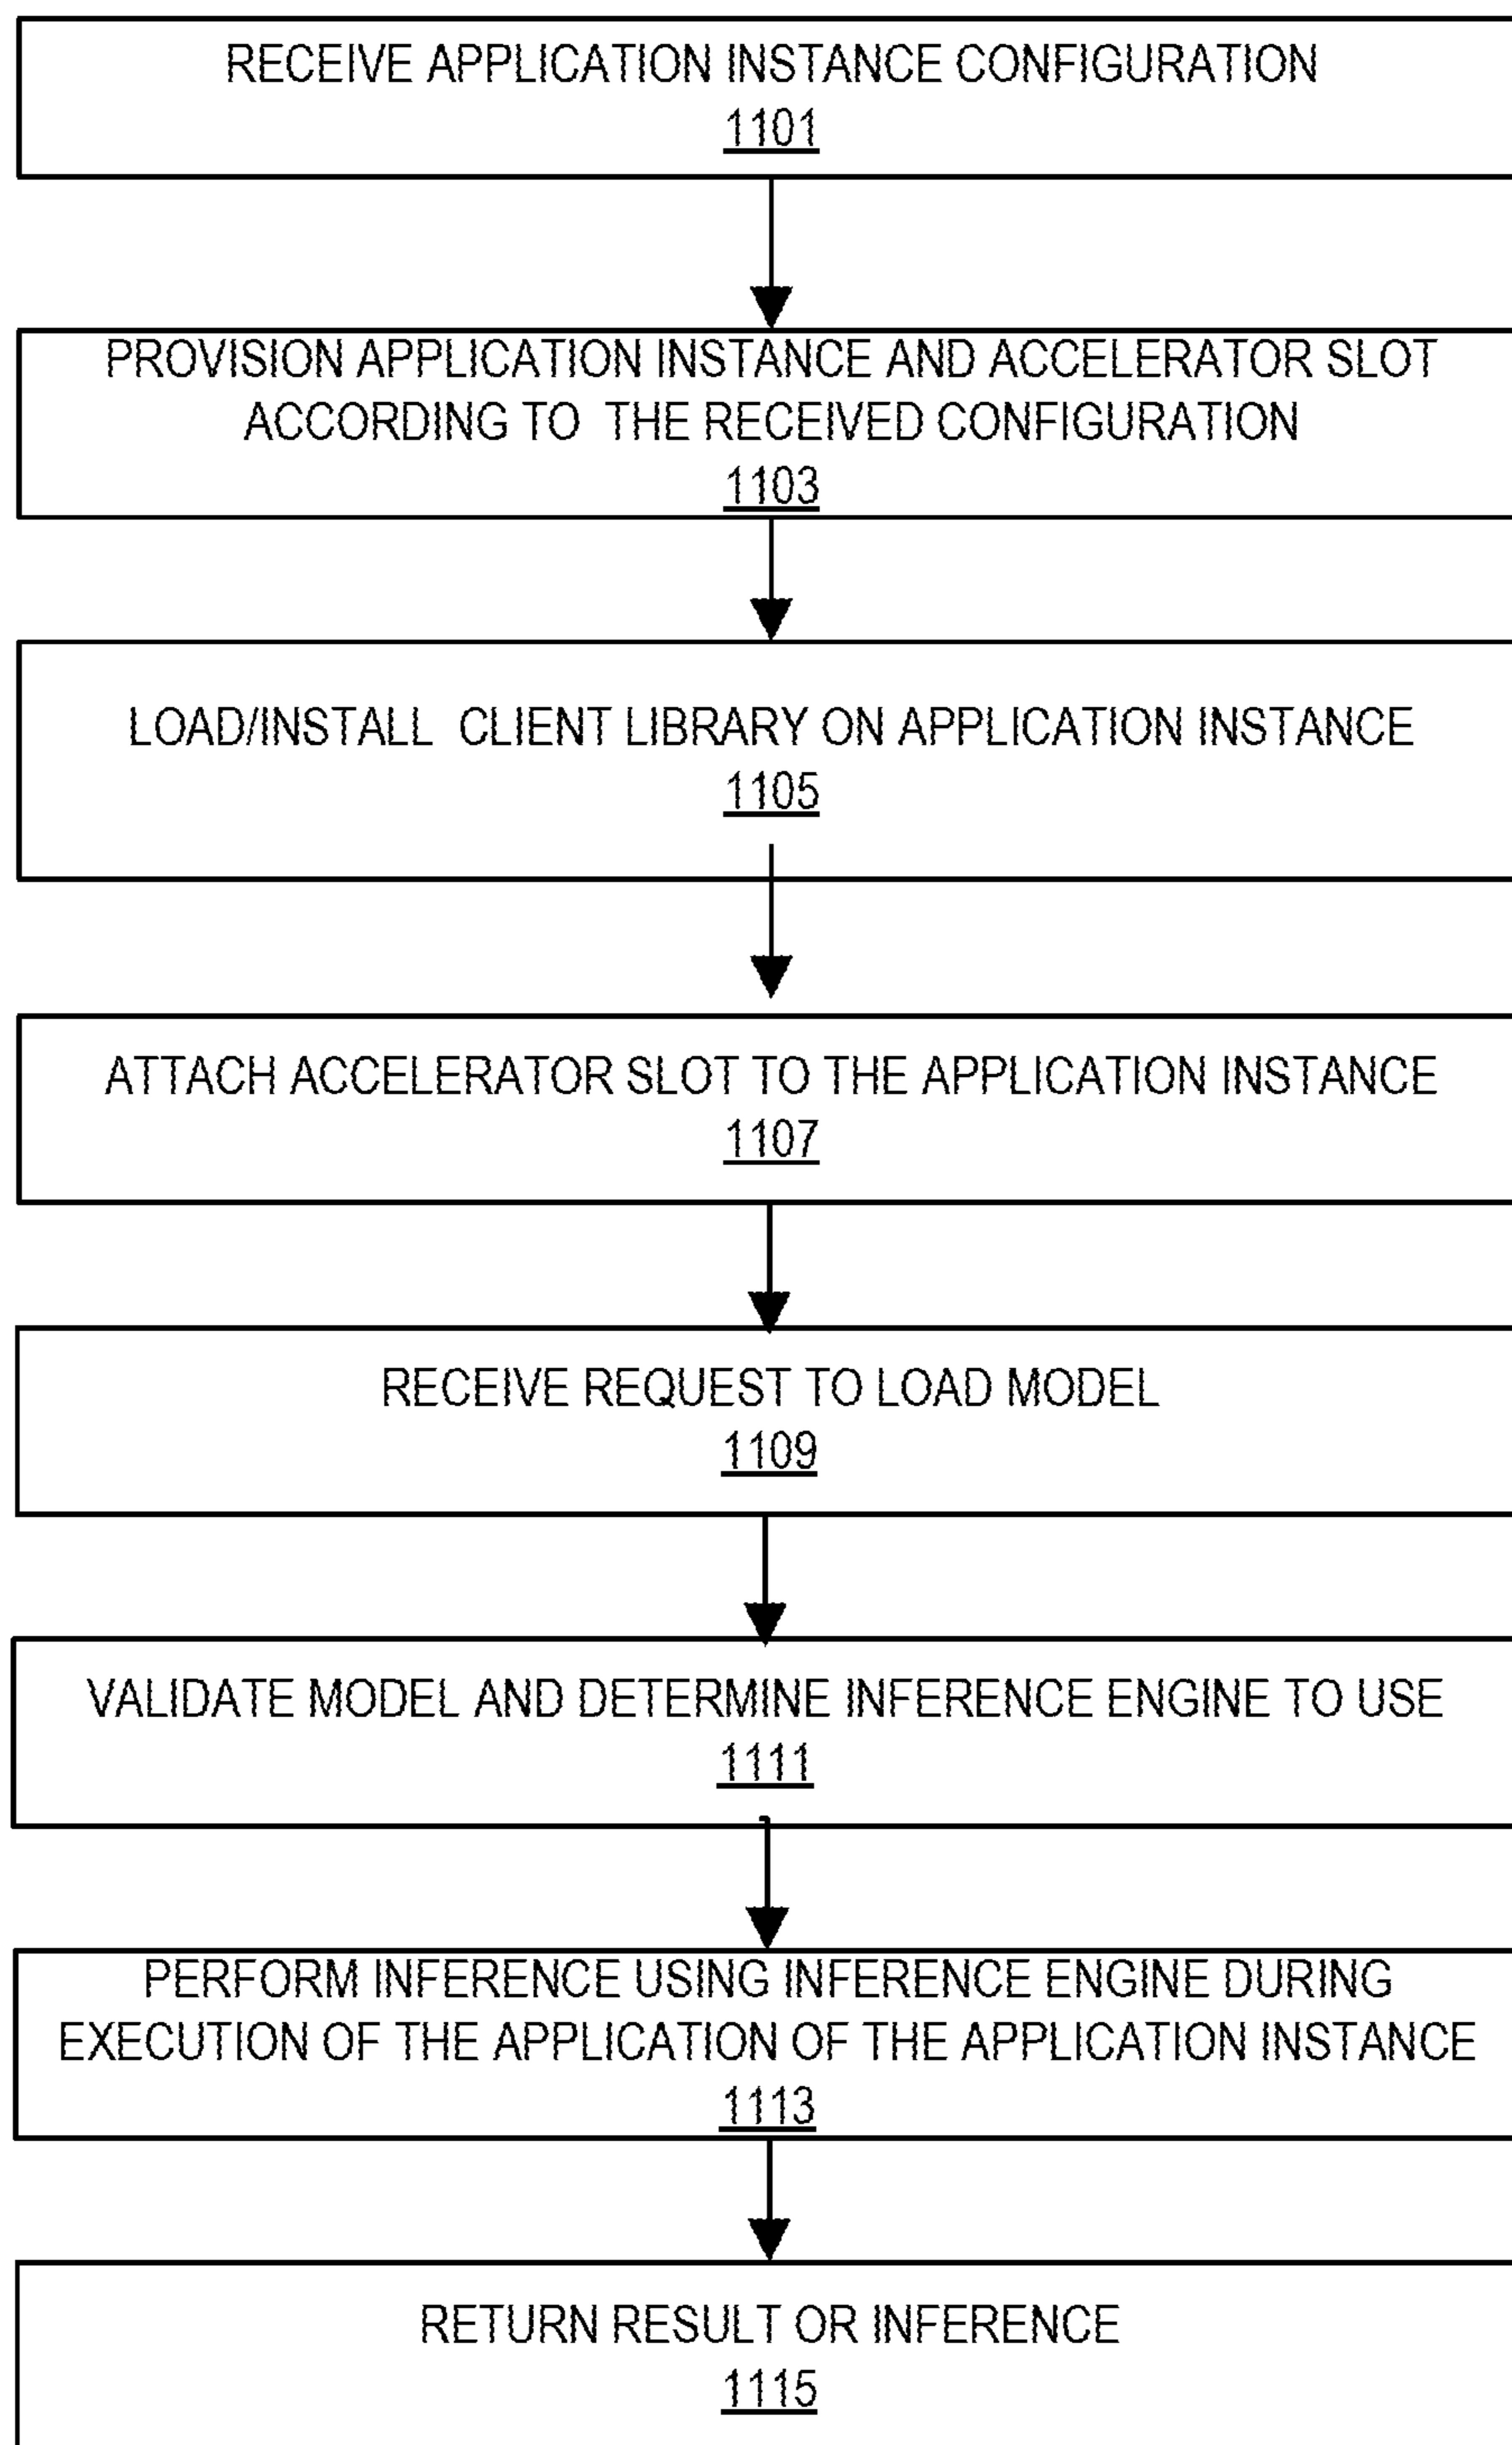 RECEIVE APPLICATION INSTANCE CONFIGURATION
1101
PROVISION APPLICATION INSTANCE AND ACCELERATOR SLOT
ACCORDING TO THE RECEIVED CONFIGURATION
1103
LOAD/INSTALL CLIENT LIBRARY ON APPLICATION INSTANCE
1105
ATTACH ACCELERATOR SLOT TO THE APPLICATION INSTANCE
1107
RECEIVE REQUEST TO LOAD MODEL
1109
VALIDATE MODEL AND DETERMINE INFERENCE ENGINE TO USE
1111
PERFORM INFERENCE USING INFERENCE ENGINE DURING
EXECUTION OF THE APPLICATION OF THE APPLICATION INSTANCE
1113
RETURN RESULT OR INFERENCE
1115